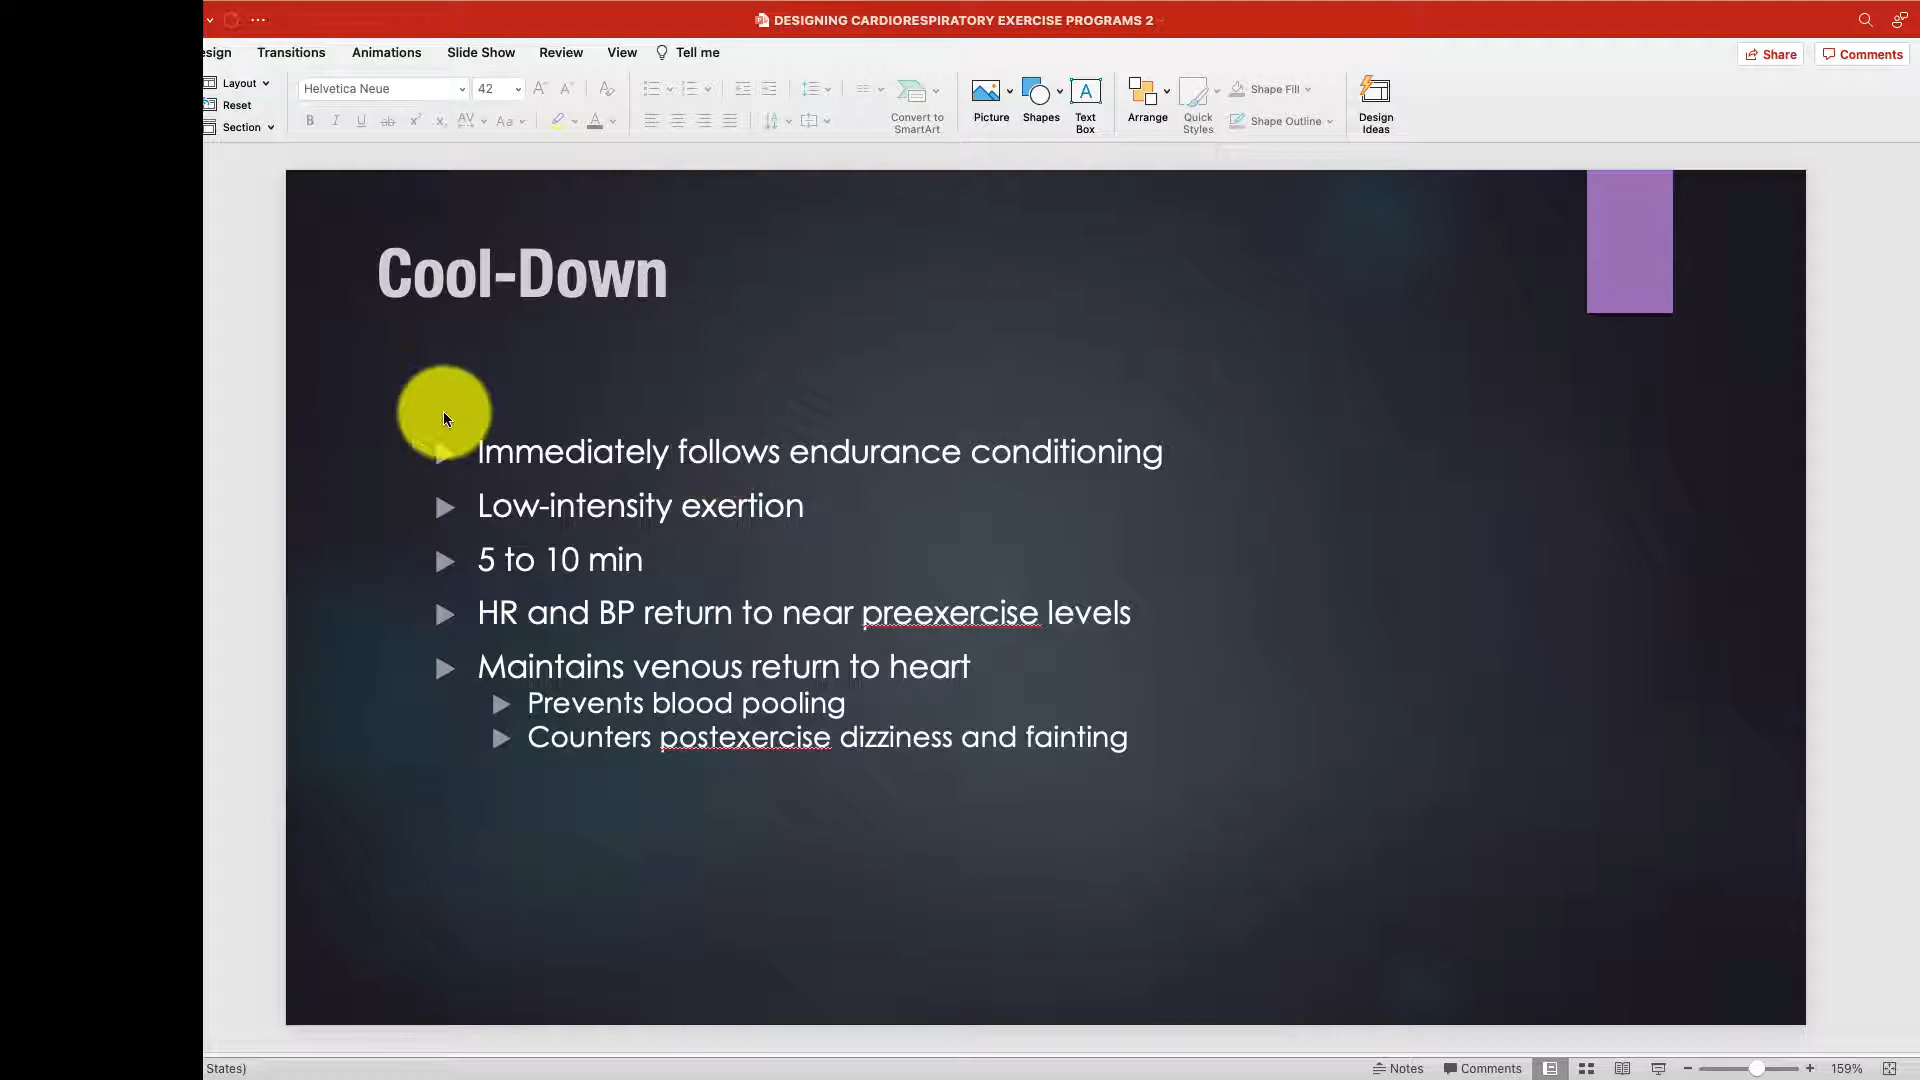 DESIGNING CARDIORESPIRATORY EXERCISE PROGRAMS 2
esign Transitions Animations Slide Show Review View Tell me
Share Comments
Layout
Reset
Section
Helvetica Neue 42
Convert to SmartArt
Picture Shapes Text Box
Arrange Quick Styles
Shape Fill
Shape Outline
Design Ideas
Cool-Down
Immediately follows endurance conditioning
Low-intensity exertion
5 to 10 min
HR and BP return to near preexercise levels
Maintains venous return to heart
Prevents blood pooling
Counters postexercise dizziness and fainting
States) Notes Comments 159%